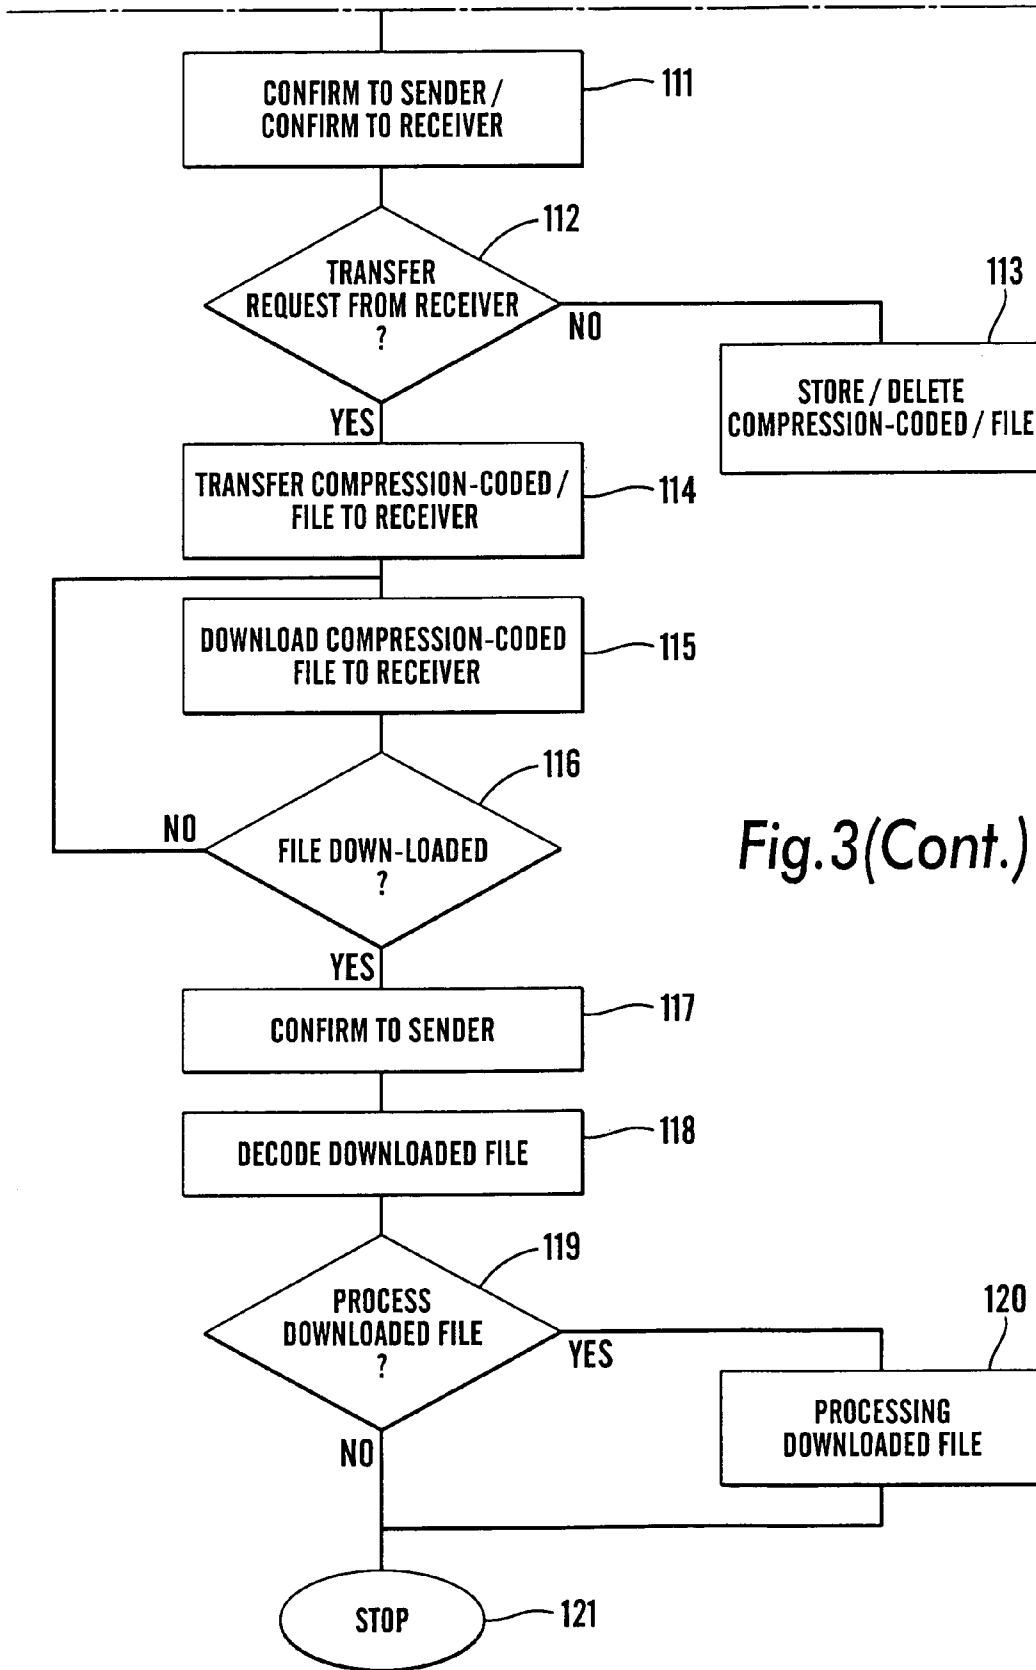 CONFIRM TO SENDER /
CONFIRM TO RECEIVER
111
112
TRANSFER
REQUEST FROM RECEIVER
?
NO
113
STORE / DELETE
COMPRESSION-CODED / FILE
YES
TRANSFER COMPRESSION-CODED /
FILE TO RECEIVER
114
DOWNLOAD COMPRESSION-CODED
FILE TO RECEIVER
115
116
FILE DOWN-LOADED
?
NO
Fig.3(Cont.)
YES
CONFIRM TO SENDER
117
DECODE DOWNLOADED FILE
118
119
PROCESS
DOWNLOADED FILE
?
YES
120
PROCESSING
DOWNLOADED FILE
NO
STOP
121